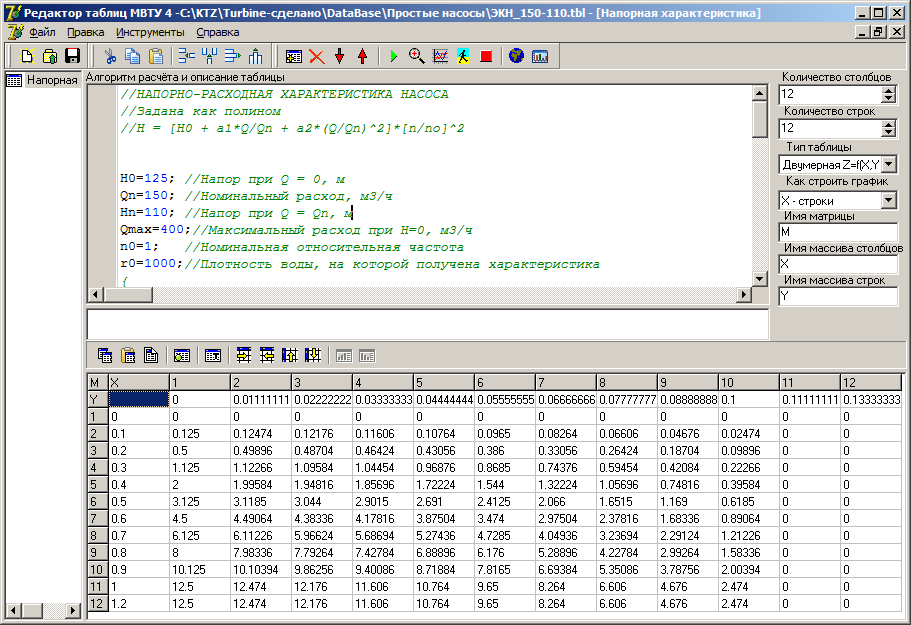 Редактор таблиц МВТУ 4 -C:\KTZ\Turbine-сделано\DataBase\Простые насосы\ЭКН_150-110.tbl - [Напорная характеристика]
Файл Правка Инструменты Справка
Напорная
Алгоритм расчёта и описание таблицы
//НАПОРНО-РАСХОДНАЯ ХАРАКТЕРИСТИКА НАСОСА
//Задана как полином
//H = [H0 + a1*Q/Qn + a2*(Q/Qn)^2]*[n/no]^2
H0=125; //Напор при Q = 0, м
Qn=150; //Номинальный расход, м3/ч
Hn=110; //Напор при Q = Qn, м
Qmax=400;//Максимальный расход при H=0, м3/ч
n0=1; //Номинальная относительная частота
r0=1000;//Плотность воды, на которой получена характеристика
{
Количество столбцов
12
Количество строк
12
Тип таблицы
Двумерная Z=f(X,Y
Как строить график
X - строки
Имя матрицы
M
Имя массива столбцов
X
Имя массива строк
Y
M X 1 2 3 4 5 6 7 8 9 10 11 12
Y 0 0.01111111 0.02222222 0.03333333 0.04444444 0.05555555 0.06666666 0.07777777 0.08888888 0.1 0.11111111 0.13333333
1 0 0 0 0 0 0 0 0 0 0 0 0 0
2 0.1 0.125 0.12474 0.12176 0.11606 0.10764 0.0965 0.08264 0.06606 0.04676 0.02474 0 0
3 0.2 0.5 0.49896 0.48704 0.46424 0.43056 0.386 0.33056 0.26424 0.18704 0.09896 0 0
4 0.3 1.125 1.12266 1.09584 1.04454 0.96876 0.8685 0.74376 0.59454 0.42084 0.22266 0 0
5 0.4 2 1.99584 1.94816 1.85696 1.72224 1.544 1.32224 1.05696 0.74816 0.39584 0 0
6 0.5 3.125 3.1185 3.044 2.9015 2.691 2.4125 2.066 1.6515 1.169 0.6185 0 0
7 0.6 4.5 4.49064 4.38336 4.17816 3.87504 3.474 2.97504 2.37816 1.68336 0.89064 0 0
8 0.7 6.125 6.11226 5.96624 5.68694 5.27436 4.7285 4.04936 3.23694 2.29124 1.21226 0 0
9 0.8 8 7.98336 7.79264 7.42784 6.88896 6.176 5.28896 4.22784 2.99264 1.58336 0 0
10 0.9 10.125 10.10394 9.86256 9.40086 8.71884 7.8165 6.69384 5.35086 3.78756 2.00394 0 0
11 1 12.5 12.474 12.176 11.606 10.764 9.65 8.264 6.606 4.676 2.474 0 0
12 1.2 12.5 12.474 12.176 11.606 10.764 9.65 8.264 6.606 4.676 2.474 0 0